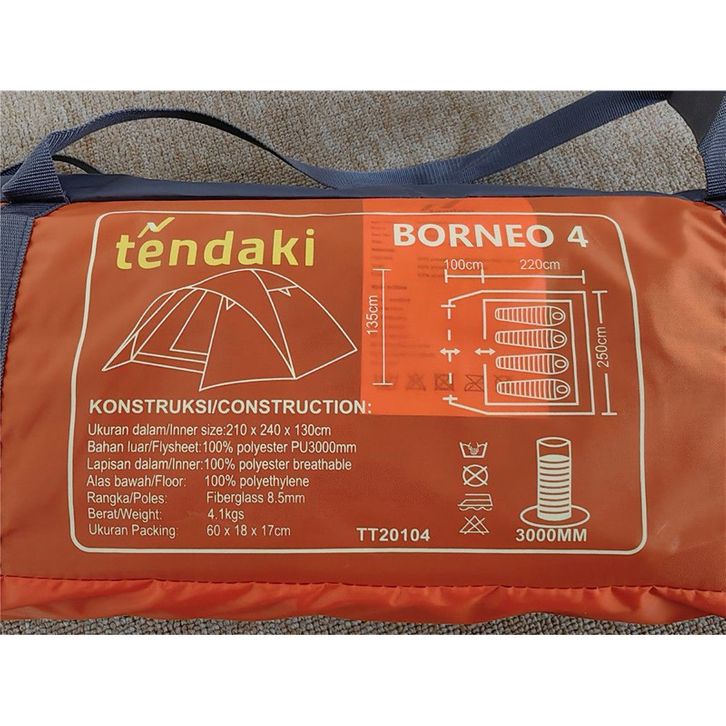 tendaki
BORNEO 4
100cm 220cm
135cm
250cm
KONSTRUKSI/CONSTRUCTION:
Ukuran dalam/Inner size:210 x 240 x 130cm
Bahan luar/Flysheet:100% polyester PU3000mm
Lapisan dalam/Inner:100% polyester breathable
Alas bawah/Floor: 100% polyethylene
Rangka/Poles: Fiberglass 8.5mm
Berat/Weight: 4.1kgs
Ukuran Packing: 60 x 18 x 17cm
TT20104
3000MM